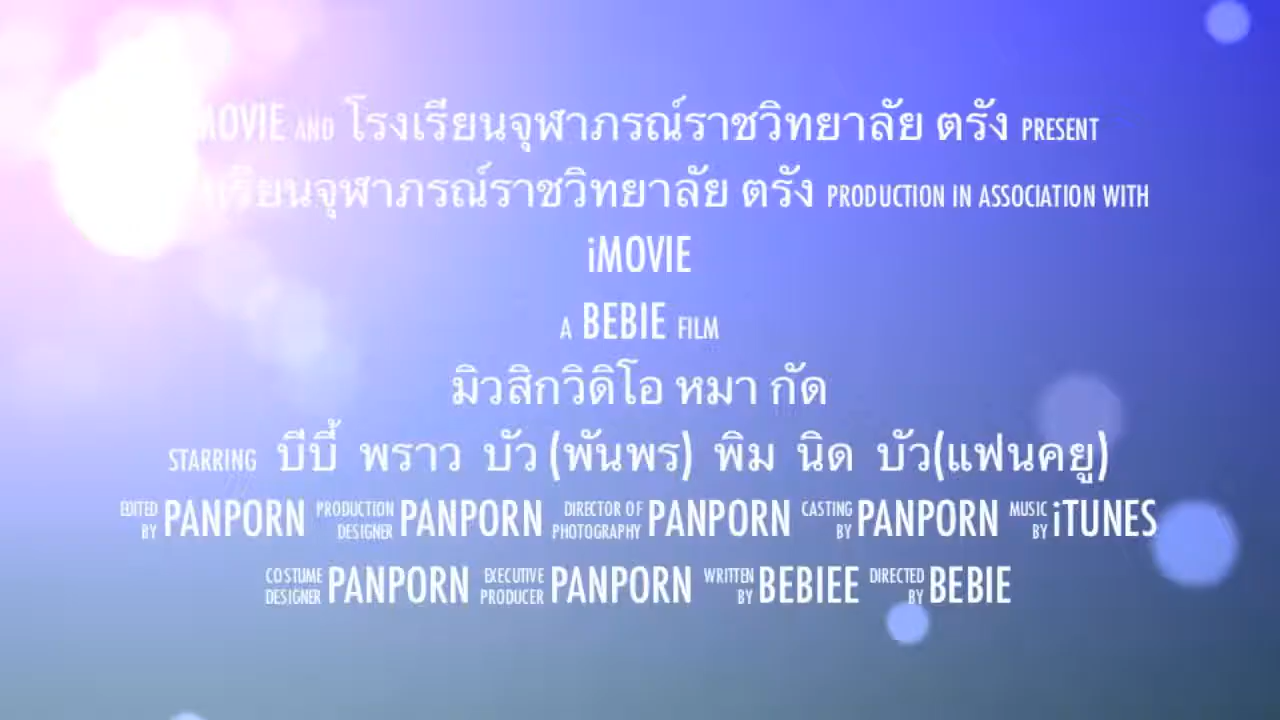 MOVIE AND โรงเรียนจุฬาภรณ์ราชวิทยาลัย ตรัง PRESENT
เรียนจุฬาภรณ์ราชวิทยาลัย ตรัง PRODUCTION IN ASSOCIATION WITH
iMOVIE
A BEBIE FILM
มิวสิกวิดิโอ หมา กัด
STARRING บีบี้ พราว บัว (พันพร) พิม นิด บัว(แฟนคยู)
EDITED BY PANPORN PRODUCTION DESIGNER PANPORN DIRECTOR OF PHOTOGRAPHY PANPORN CASTING BY PANPORN MUSIC BY iTUNES
COSTUME DESIGNER PANPORN EXECUTIVE PRODUCER PANPORN WRITTEN BY BEBIEE DIRECTED BY BEBIE